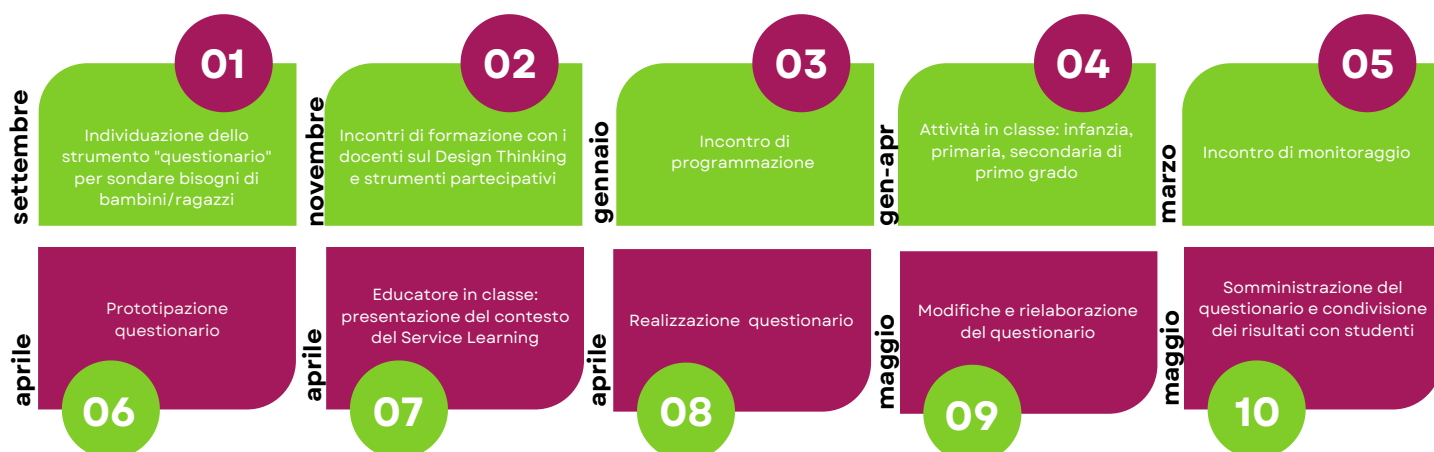 settembre
01
Individuazione dello
strumento "questionario"
per sondare bisogni di
bambini/ragazzi
novembre
02
Incontri di formazione con i
docenti sul Design Thinking
e strumenti partecipativi
gennaio
03
Incontro di
programmazione
gen-apr
04
Attività in classe: infanzia,
primaria, secondaria di
primo grado
marzo
05
Incontro di monitoraggio
aprile
Prototipazione
questionario
06
aprile
Educatore in classe:
presentazione del contesto
del Service Learning
07
aprile
Realizzazione questionario
08
maggio
Modifiche e rielaborazione
del questionario
09
maggio
Somministrazione del
questionario e condivisione
dei risultati con studenti
10